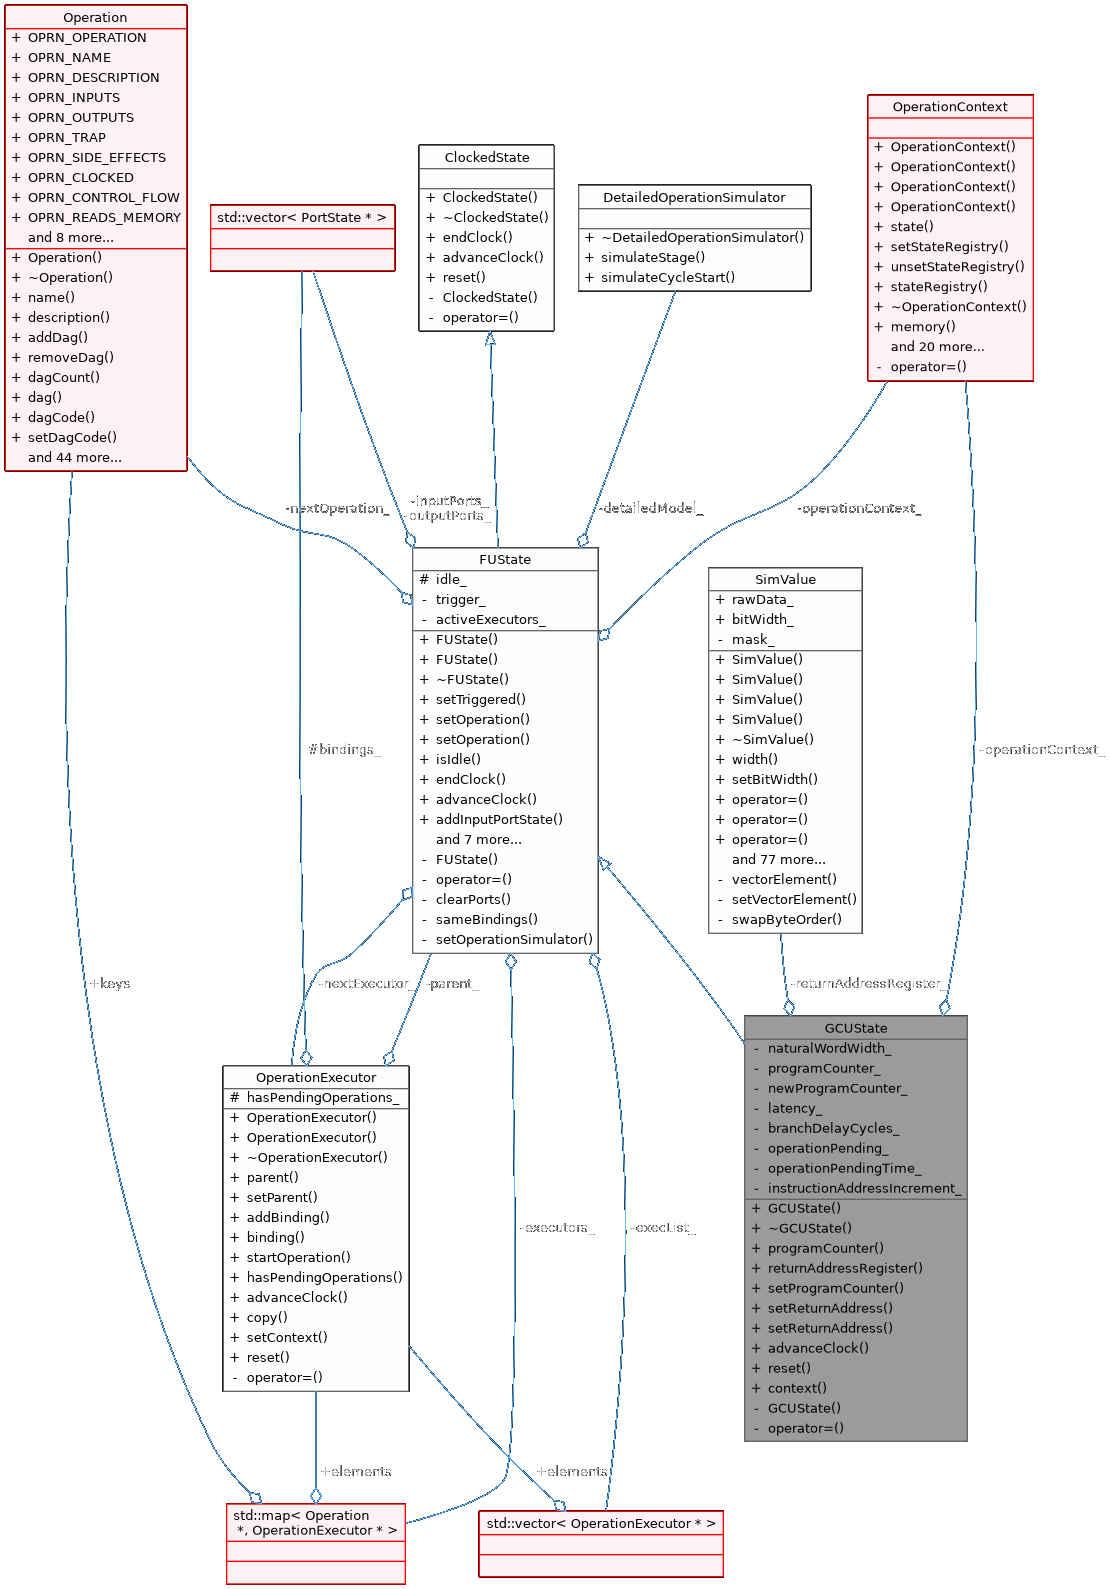 Operation
+ OPRN_OPERATION
+ OPRN_NAME
+ OPRN_DESCRIPTION
+ OPRN_INPUTS
+ OPRN_OUTPUTS
+ OPRN_TRAP
+ OPRN_SIDE_EFFECTS
+ OPRN_CLOCKED
+ OPRN_CONTROL_FLOW
+ OPRN_READS_MEMORY
and 8 more...
+ Operation()
+ ~Operation()
+ name()
+ description()
+ addDag()
+ removeDag()
+ dagCount()
+ dag()
+ dagCode()
+ setDagCode()
and 44 more...
std::vector< PortState * >
ClockedState
+ ClockedState()
+ ~ClockedState()
+ endClock()
+ advanceClock()
+ reset()
- ClockedState()
- operator=()
DetailedOperationSimulator
+ ~DetailedOperationSimulator()
+ simulateStage()
+ simulateCycleStart()
OperationContext
+ OperationContext()
+ OperationContext()
+ OperationContext()
+ OperationContext()
+ state()
+ setStateRegistry()
+ unsetStateRegistry()
+ stateRegistry()
+ ~OperationContext()
+ memory()
and 20 more...
- operator=()
-nextOperation_
-inputPorts_
-outputPorts_
-detailedModel_
-operationContext_
FUState
# idle_
- trigger_
- activeExecutors_
+ FUState()
+ FUState()
+ ~FUState()
+ setTriggered()
+ setOperation()
+ setOperation()
+ isIdle()
+ endClock()
+ advanceClock()
+ addInputPortState()
and 7 more...
- FUState()
- operator=()
- clearPorts()
- sameBindings()
- setOperationSimulator()
SimValue
+ rawData_
+ bitWidth_
- mask_
+ SimValue()
+ SimValue()
+ SimValue()
+ SimValue()
+ ~SimValue()
+ width()
+ setBitWidth()
+ operator=()
+ operator=()
+ operator=()
and 77 more...
- vectorElement()
- setVectorElement()
- swapByteOrder()
#bindings_
-operationContext_
+keys
-nextExecutor_
-parent_
-returnAddressRegister_
OperationExecutor
# hasPendingOperations_
+ OperationExecutor()
+ OperationExecutor()
+ ~OperationExecutor()
+ parent()
+ setParent()
+ addBinding()
+ binding()
+ startOperation()
+ hasPendingOperations()
+ advanceClock()
+ copy()
+ setContext()
+ reset()
- operator=()
-executors_
-execList_
GCUState
- naturalWordWidth_
- programCounter_
- newProgramCounter_
- latency_
- branchDelayCycles_
- operationPending_
- operationPendingTime_
- instructionAddressIncrement_
+ GCUState()
+ ~GCUState()
+ programCounter()
+ returnAddressRegister()
+ setProgramCounter()
+ setReturnAddress()
+ setReturnAddress()
+ advanceClock()
+ reset()
+ context()
- GCUState()
- operator=()
+elements
+elements
std::map< Operation
*, OperationExecutor * >
std::vector< OperationExecutor * >